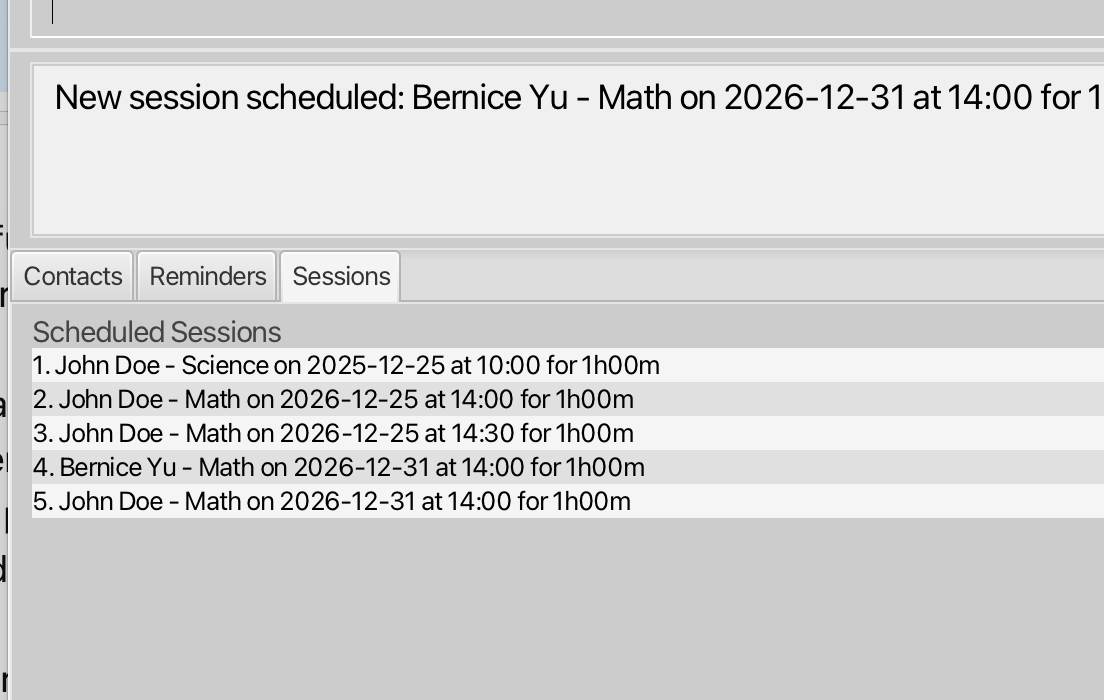 New session scheduled: Bernice Yu - Math on 2026-12-31 at 14:00 for 1
Contacts Reminders Sessions
Scheduled Sessions
1. John Doe - Science on 2025-12-25 at 10:00 for 1h00m
2. John Doe - Math on 2026-12-25 at 14:00 for 1h00m
3. John Doe - Math on 2026-12-25 at 14:30 for 1h00m
4. Bernice Yu - Math on 2026-12-31 at 14:00 for 1h00m
5. John Doe - Math on 2026-12-31 at 14:00 for 1h00m